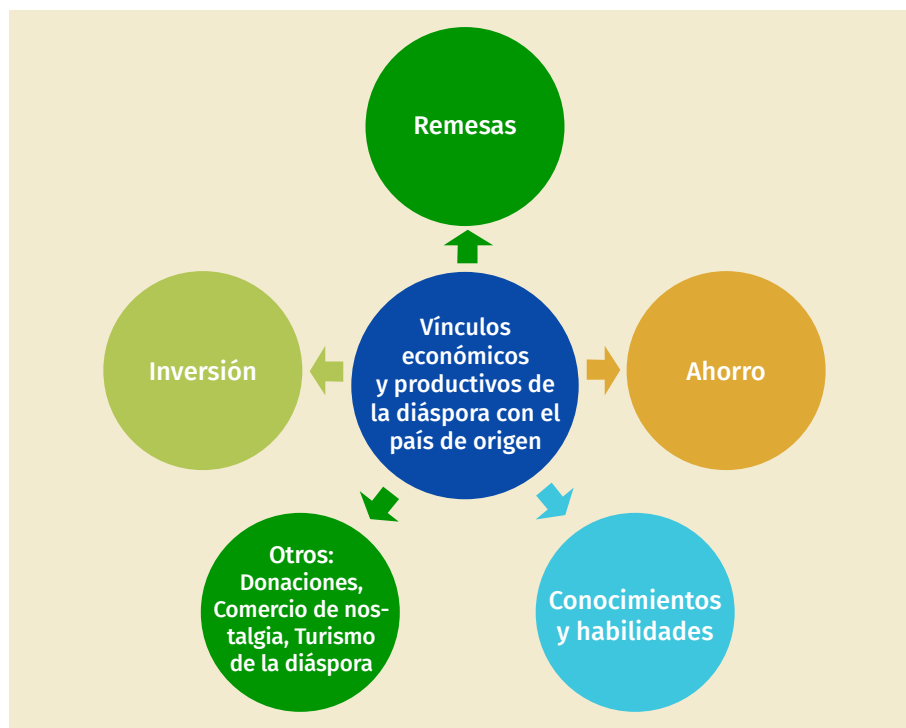 Remesas
Vínculos
económicos
y productivos de
la diáspora con el
país de origen
Inversión
Ahorro
Otros:
Donaciones,
Comercio de nos-
talgia, Turismo
de la diáspora
Conocimientos
y habilidades